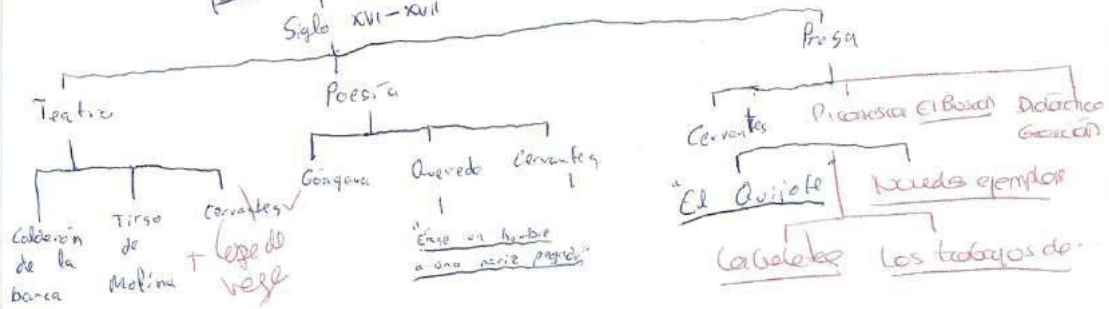 Siglo XVI-XVII
Teatro
Poesía
Prosa
Calderón
de la
barca
Tirso
de
Molina
Cervantes
+ Lope de
vega
Góngora
Quevedo
Cervantes
"Érase un hombre
a una nariz pegado"
Cervantes
Picaresca El Buscón
Didáctico
Gracián
"El Quijote
Novelas ejemplos
La Galatea
Los trabajos de...